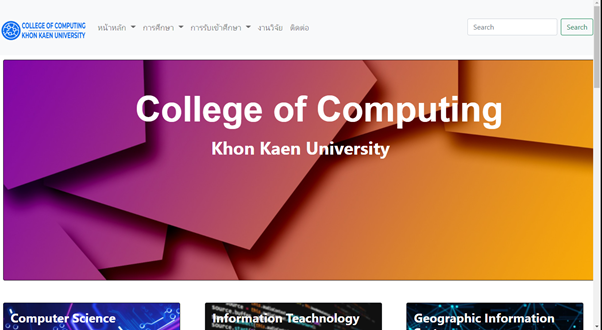 COLLEGE OF COMPUTING
KHON KAEN UNIVERSITY
หน้าหลัก การศึกษา การรับเข้าศึกษา งานวิจัย ติดต่อ
Search Search
College of Computing
Khon Kaen University
Computer Science
Information Teachnology
Geographic Information